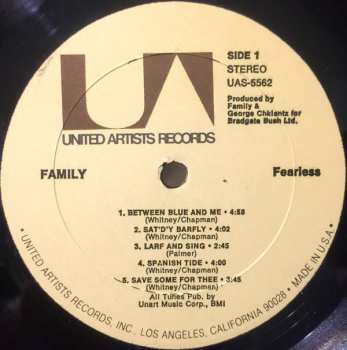 UA
UNITED ARTISTS RECORDS
SIDE 1
STEREO
UAS-5562
Produced by
Family &
George Chkiantz for
Bradgate Bush Ltd.
FAMILY
Fearless
1. BETWEEN BLUE AND ME • 4:58
(Whitney/Chapman)
2. SAT'D'Y BARFLY • 4:02
(Whitney/Chapman)
3. LARF AND SING • 2:45
(Palmer)
4. SPANISH TIDE • 4:00
(Whitney/Chapman)
5. SAVE SOME FOR THEE • 3:45
(Whitney/Chapman)
All Tunes Pub. by
Unart Music Corp., BMI
• UNITED ARTISTS RECORDS, INC., LOS ANGELES, CALIFORNIA 90028 • MADE IN U.S.A. •